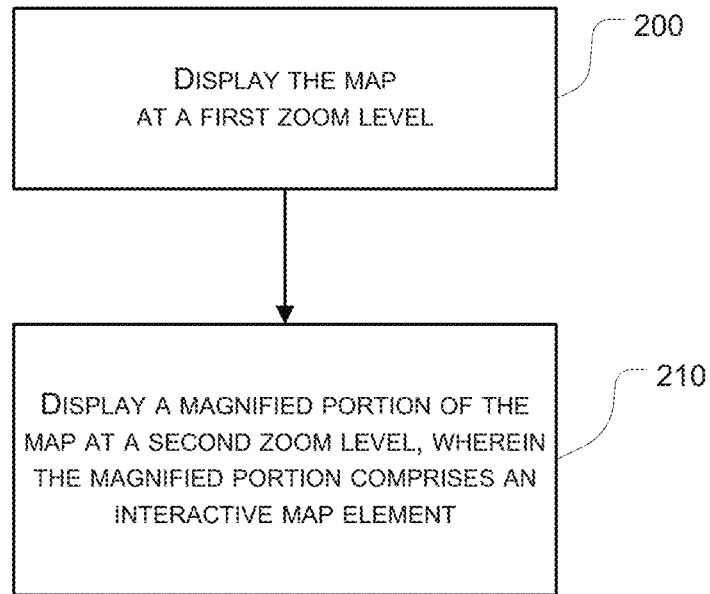 200
DISPLAY THE MAP
AT A FIRST ZOOM LEVEL
210
DISPLAY A MAGNIFIED PORTION OF THE
MAP AT A SECOND ZOOM LEVEL, WHEREIN
THE MAGNIFIED PORTION COMPRISES AN
INTERACTIVE MAP ELEMENT